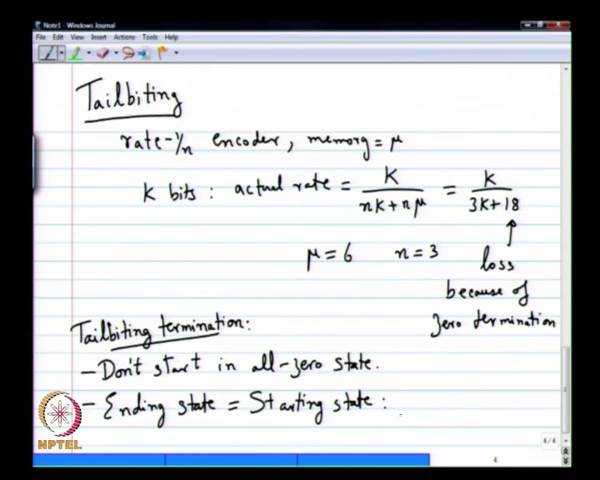 Note1 - Windows Journal
File Edit View Insert Actions Tools Help
Tailbiting
rate-1/n encoder, memory = μ
K bits : actual rate = K / (nK + nμ) = K / (3K + 18)
μ = 6 n = 3 loss
because of
zero termination
Tailbiting termination:
- Don't start in all-zero state.
- Ending state = Starting state :
NPTEL
4/4
4